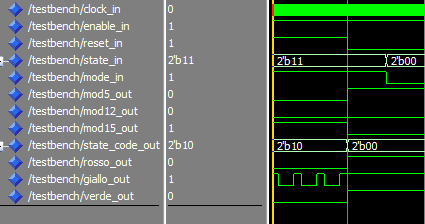 /testbench/clock_in 0
/testbench/enable_in 1
/testbench/reset_in 1
/testbench/state_in 2'b11 2'b11 2'b00
/testbench/mode_in 1
/testbench/mod5_out 0
/testbench/mod12_out 0
/testbench/mod15_out 1
/testbench/state_code_out 2'b10 2'b10 2'b00
/testbench/rosso_out 0
/testbench/giallo_out 1
/testbench/verde_out 0